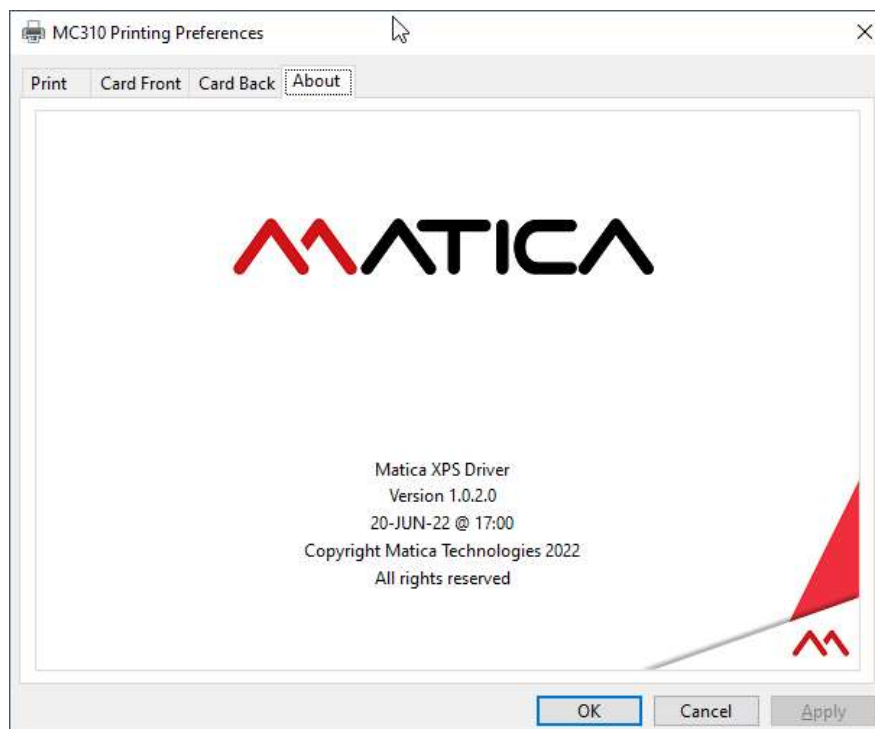 MC310 Printing Preferences
Print Card Front Card Back About
MATICA
Matica XPS Driver
Version 1.0.2.0
20-JUN-22 @ 17:00
Copyright Matica Technologies 2022
All rights reserved
OK Cancel Apply